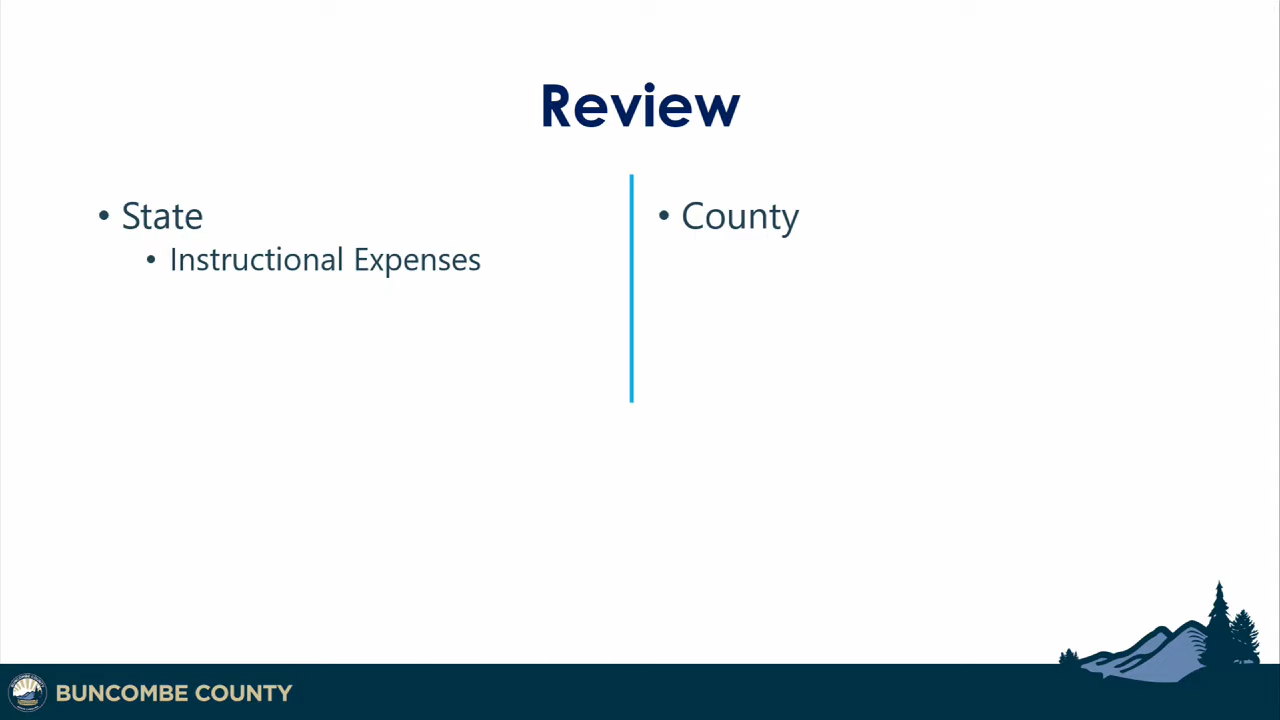 Review
• State
• Instructional Expenses
• County
BUNCOMBE COUNTY